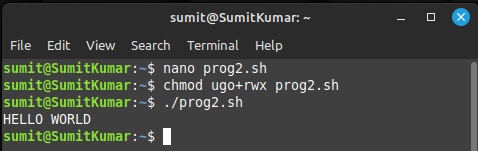 sumit@SumitKumar: ~
File Edit View Search Terminal Help
sumit@SumitKumar:~$ nano prog2.sh
sumit@SumitKumar:~$ chmod ugo+rwx prog2.sh
sumit@SumitKumar:~$ ./prog2.sh
HELLO WORLD
sumit@SumitKumar:~$